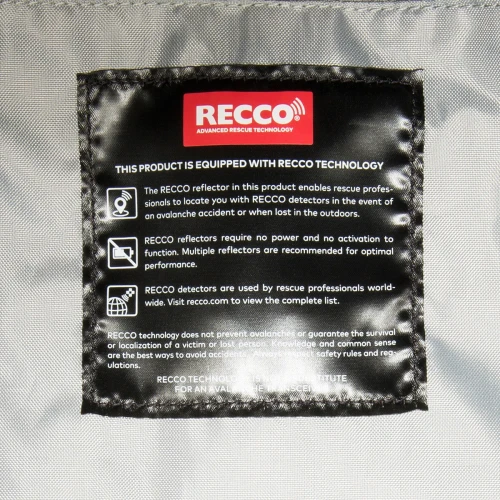 RECCO
ADVANCED RESCUE TECHNOLOGY
THIS PRODUCT IS EQUIPPED WITH RECCO TECHNOLOGY
The RECCO reflector in this product enables rescue profes-
sionals to locate you with RECCO detectors in the event of
an avalanche accident or when lost in the outdoors.
RECCO reflectors require no power and no activation to
function. Multiple reflectors are recommended for optimal
performance.
RECCO detectors are used by rescue professionals world-
wide. Visit recco.com to view the complete list.
RECCO technology does not prevent avalanches or guarantee the survival
or localization of a victim or lost person. Knowledge and common sense
are the best ways to avoid accidents. safety rules and reg-
ulations.
RECCO
FOR AN